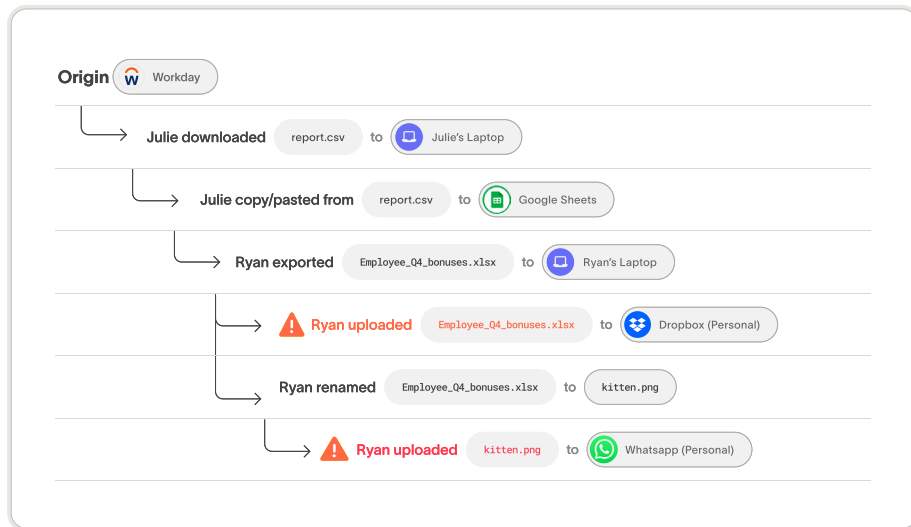 Origin Workday
Julie downloaded report.csv to Julie's Laptop
Julie copy/pasted from report.csv to Google Sheets
Ryan exported Employee_Q4_bonuses.xlsx to Ryan's Laptop
Ryan uploaded Employee_Q4_bonuses.xlsx to Dropbox (Personal)
Ryan renamed Employee_Q4_bonuses.xlsx to kitten.png
Ryan uploaded kitten.png to Whatsapp (Personal)